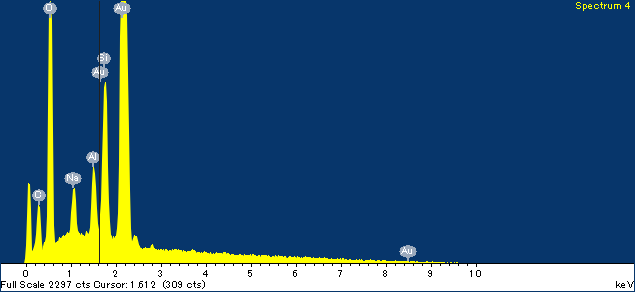 Spectrum 4
O
Au
Si
Au
Al
Na
C
Au
0 1 2 3 4 5 6 7 8 9 10
Full Scale 2297 cts Cursor: 1.612 (309 cts)
keV